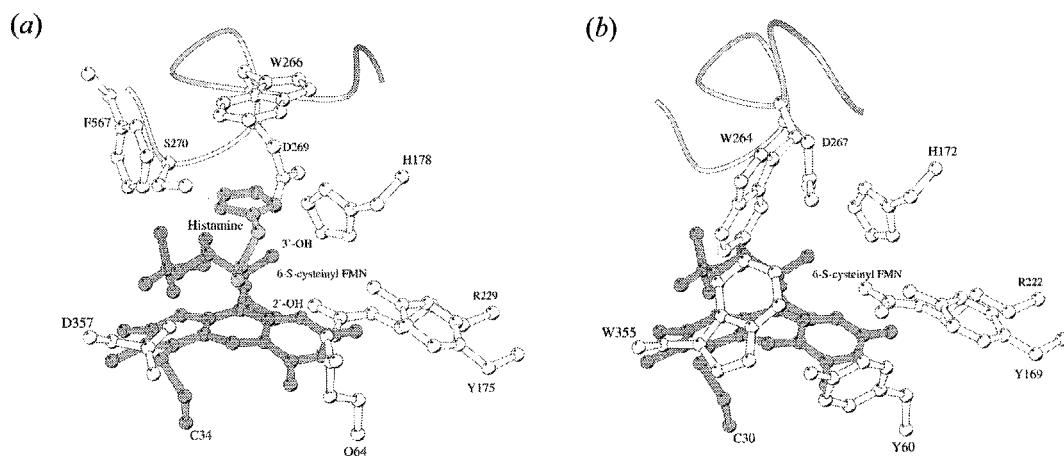 (a)
W266
F567
S270
D269
H178
Histamine
3'-OH
6-S-cysteinyl FMN
2'-OH
R229
D357
Y175
C34
Q64
(b)
W264
D267
H172
6-S-cysteinyl FMN
R222
W355
Y169
C30
Y60